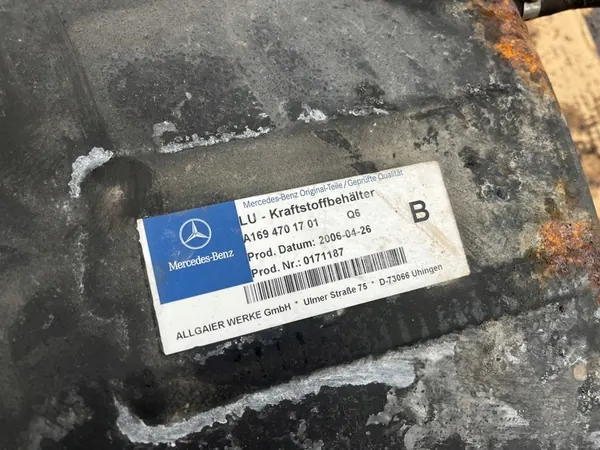 Mercedes-Benz Original-Teile/Geprüfte Qualität
Mercedes-Benz
LU - Kraftstoffbehälter
A169 470 17 01 Q6
B
Prod. Datum: 2006-04-26
Prod. Nr.: 0171187
ALLGAIER WERKE GmbH * Ulmer Straße 75 * D-73066 Uhingen